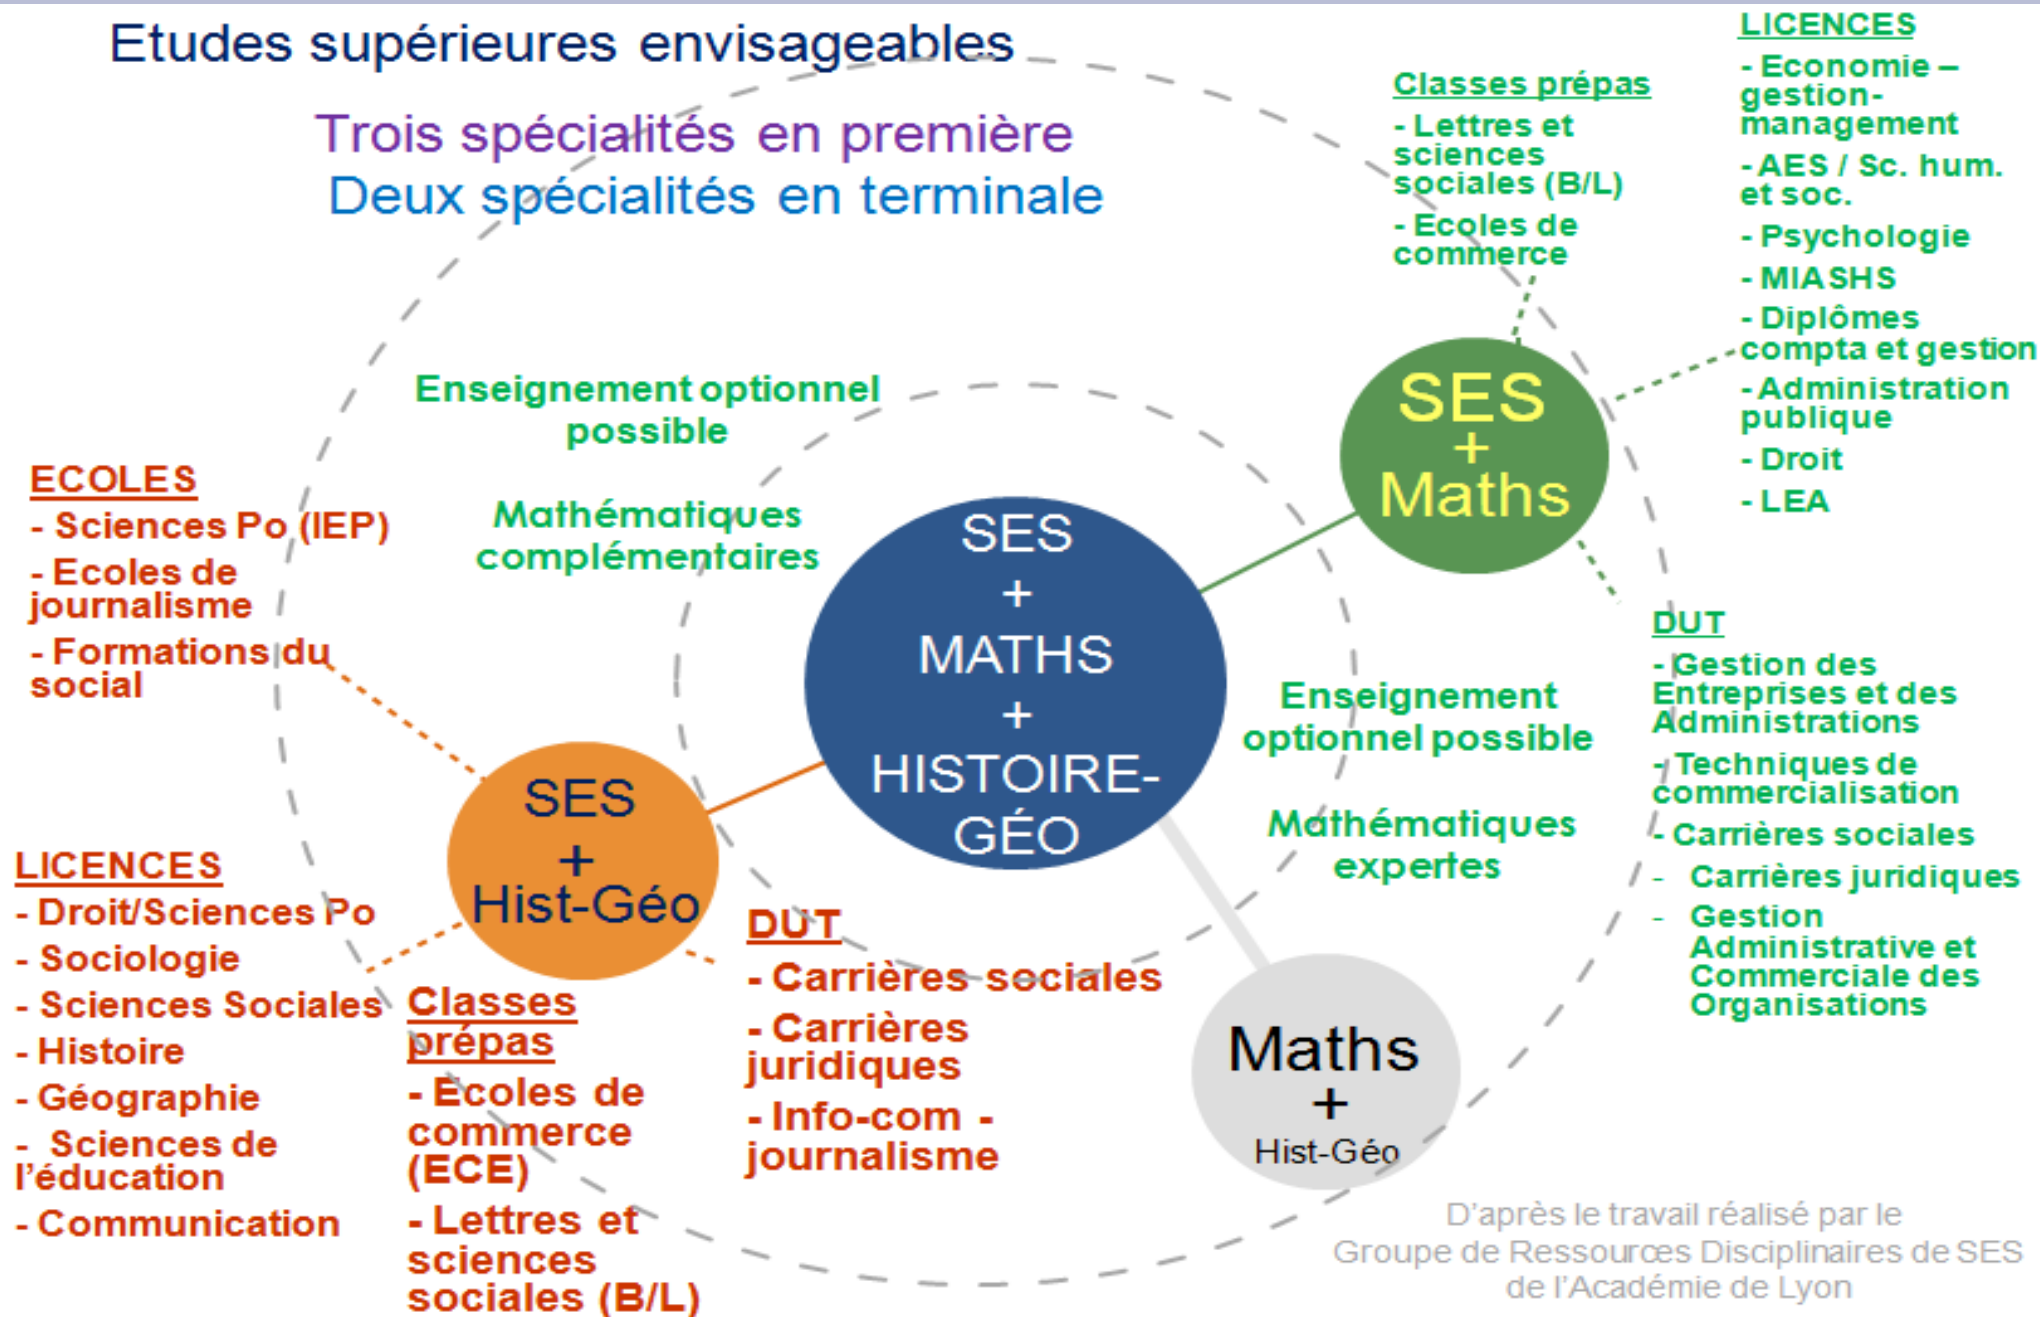 Etudes supérieures envisageables
Trois spécialités en première
Deux spécialités en terminale
Classes prépas
- Lettres et
sciences
sociales (B/L)
- Ecoles de
commerce
LICENCES
- Economie –
gestion-
management
- AES / Sc. hum.
et soc.
- Psychologie
- MIASHS
- Diplômes
compta et gestion
- Administration
publique
- Droit
- LEA
SES
+
Maths
Enseignement optionnel
possible
Mathématiques
complémentaires
ECOLES
- Sciences Po (IEP)
- Ecoles de
journalisme
- Formations du
social
SES
+
MATHS
+
HISTOIRE-
GÉO
Enseignement
optionnel possible
Mathématiques
expertes
DUT
- Gestion des
Entreprises et des
Administrations
- Techniques de
commercialisation
- Carrières sociales
- Carrières juridiques
- Gestion
Administrative et
Commerciale des
Organisations
SES
+
Hist-Géo
LICENCES
- Droit/Sciences Po
- Sociologie
- Sciences Sociales
- Histoire
- Géographie
- Sciences de
l'éducation
- Communication
Classes
prépas
- Ecoles de
commerce
(ECE)
- Lettres et
sciences
sociales (B/L)
DUT
- Carrières sociales
- Carrières
juridiques
- Info-com -
journalisme
Maths
+
Hist-Géo
D'après le travail réalisé par le
Groupe de Ressources Disciplinaires de SES
de l'Académie de Lyon